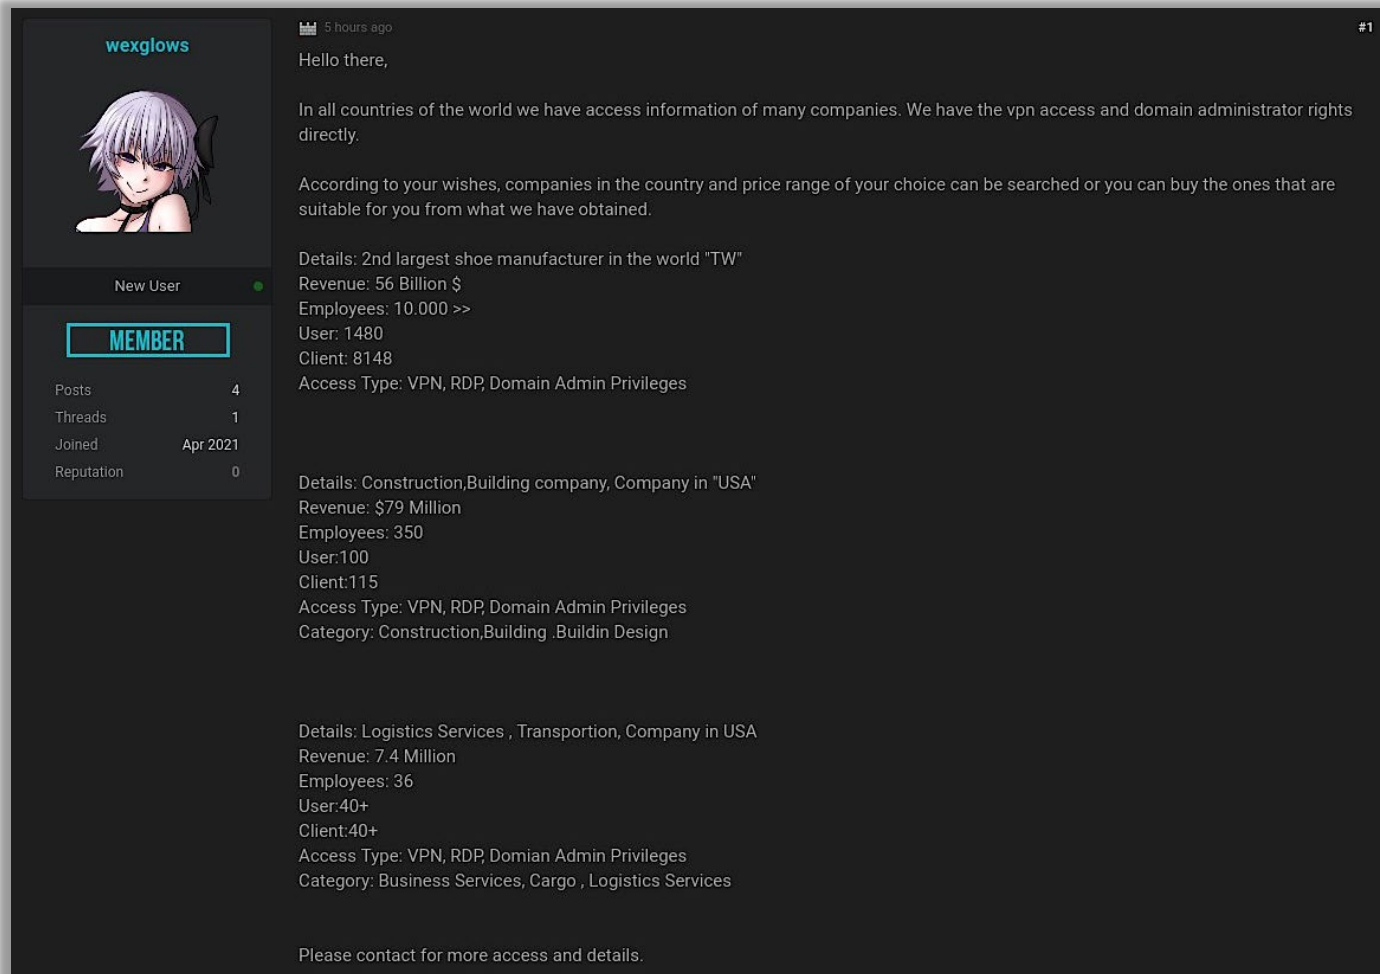 wexglows
New User
MEMBER
Posts 4
Threads 1
Joined Apr 2021
Reputation 0
5 hours ago #1
Hello there,
In all countries of the world we have access information of many companies. We have the vpn access and domain administrator rights
directly.
According to your wishes, companies in the country and price range of your choice can be searched or you can buy the ones that are
suitable for you from what we have obtained.
Details: 2nd largest shoe manufacturer in the world "TW"
Revenue: 56 Billion $
Employees: 10.000 >>
User: 1480
Client: 8148
Access Type: VPN, RDP, Domain Admin Privileges
Details: Construction,Building company, Company in "USA"
Revenue: $79 Million
Employees: 350
User:100
Client:115
Access Type: VPN, RDP, Domain Admin Privileges
Category: Construction,Building .Buildin Design
Details: Logistics Services , Transportion, Company in USA
Revenue: 7.4 Million
Employees: 36
User:40+
Client:40+
Access Type: VPN, RDP, Domian Admin Privileges
Category: Business Services, Cargo , Logistics Services
Please contact for more access and details.